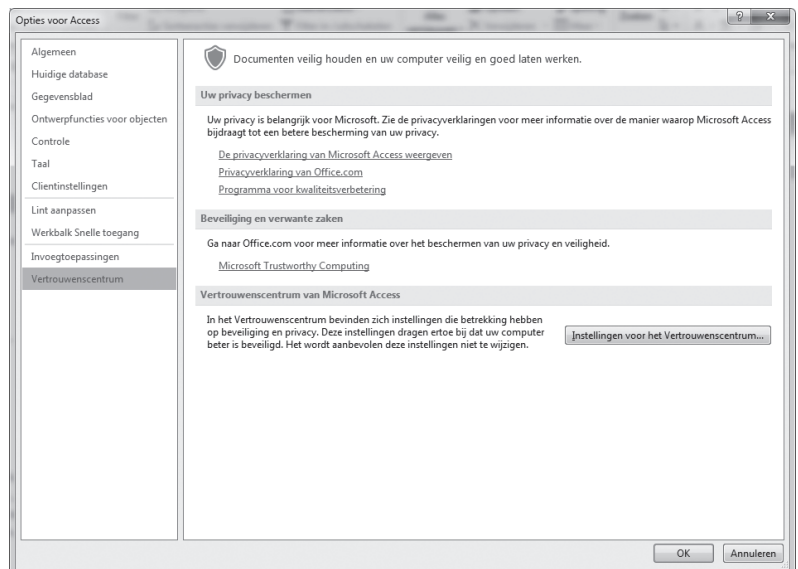 Opties voor Access
Algemeen
Huidige database
Gegevensblad
Ontwerpfuncties voor objecten
Controle
Taal
Clientinstellingen
Lint aanpassen
Werkbalk Snelle toegang
Invoegtoepassingen
Vertrouwenscentrum
Documenten veilig houden en uw computer veilig en goed laten werken.
Uw privacy beschermen
Uw privacy is belangrijk voor Microsoft. Zie de privacyverklaringen voor meer informatie over de manier waarop Microsoft Access
bijdraagt tot een betere bescherming van uw privacy.
De privacyverklaring van Microsoft Access weergeven
Privacyverklaring van Office.com
Programma voor kwaliteitsverbetering
Beveiliging en verwante zaken
Ga naar Office.com voor meer informatie over het beschermen van uw privacy en veiligheid.
Microsoft Trustworthy Computing
Vertrouwenscentrum van Microsoft Access
In het Vertrouwenscentrum bevinden zich instellingen die betrekking hebben
op beveiliging en privacy. Deze instellingen dragen ertoe bij dat uw computer
beter is beveiligd. Het wordt aanbevolen deze instellingen niet te wijzigen.
Instellingen voor het Vertrouwenscentrum...
OK
Annuleren